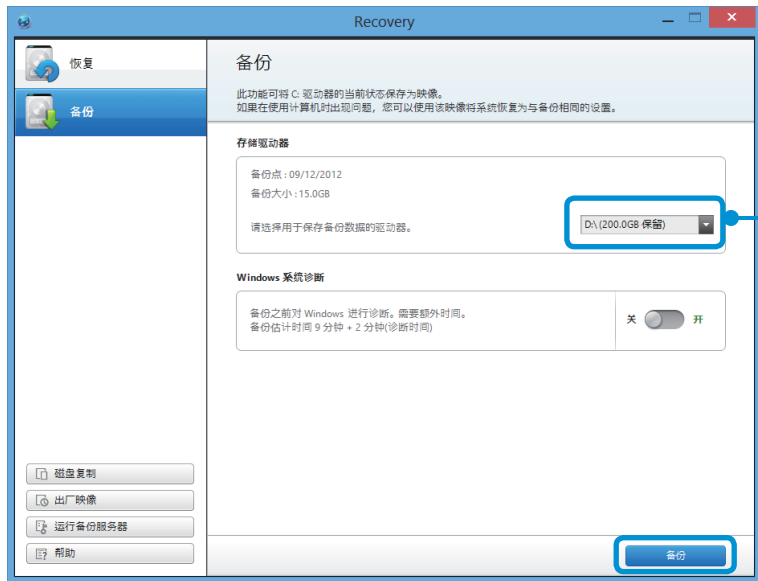 Recovery
恢复
备份
备份
此功能可将 C: 驱动器的当前状态保存为映像。
如果在使用计算机时出现问题，您可以使用该映像将系统恢复为与备份相同的设置。
存储驱动器
备份点 : 09/12/2012
备份大小 : 15.0GB
请选择用于保存备份数据的驱动器。
D:\ (200.0GB 保留)
Windows 系统诊断
备份之前对 Windows 进行诊断。需要额外时间。
备份估计时间 9 分钟 + 2 分钟(诊断时间)
关 开
磁盘复制
出厂映像
运行备份服务器
帮助
备份